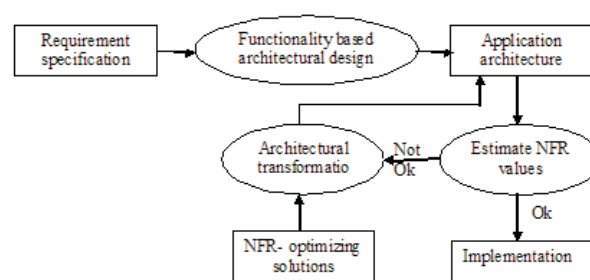 Requirement
specification
Functionality based
architectural design
Application
architecture
Architectural
transformatio
Not
Ok
Estimate NFR
values
Ok
NFR- optimizing
solutions
Implementation